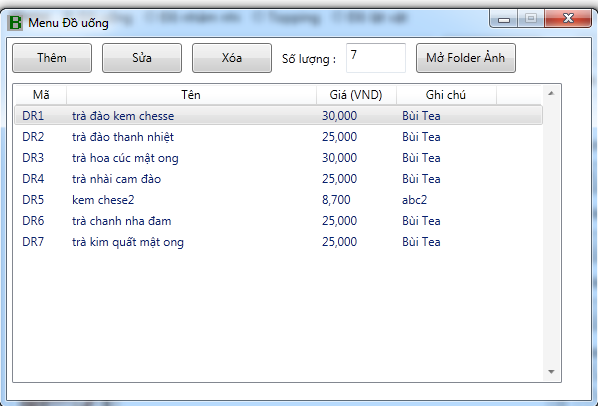 Menu Đồ uống
Thêm Sửa Xóa Số lượng : 7 Mở Folder Ảnh
Mã Tên Giá (VND) Ghi chú
DR1 trà đào kem chesse 30,000 Bùi Tea
DR2 trà đào thanh nhiệt 25,000 Bùi Tea
DR3 trà hoa cúc mật ong 30,000 Bùi Tea
DR4 trà nhài cam đào 25,000 Bùi Tea
DR5 kem chese2 8,700 abc2
DR6 trà chanh nha đam 25,000 Bùi Tea
DR7 trà kim quất mật ong 25,000 Bùi Tea